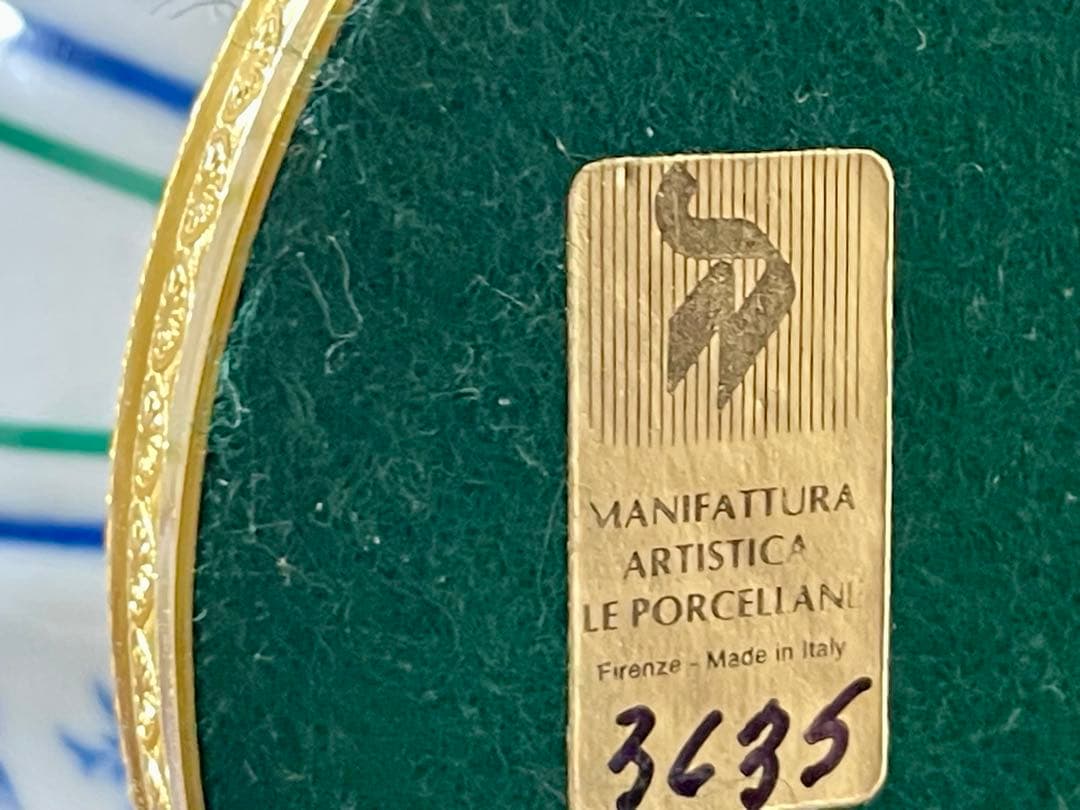 MANIFATTURA
ARTISTICA
LE PORCELLANE
Firenze - Made in Italy
3635